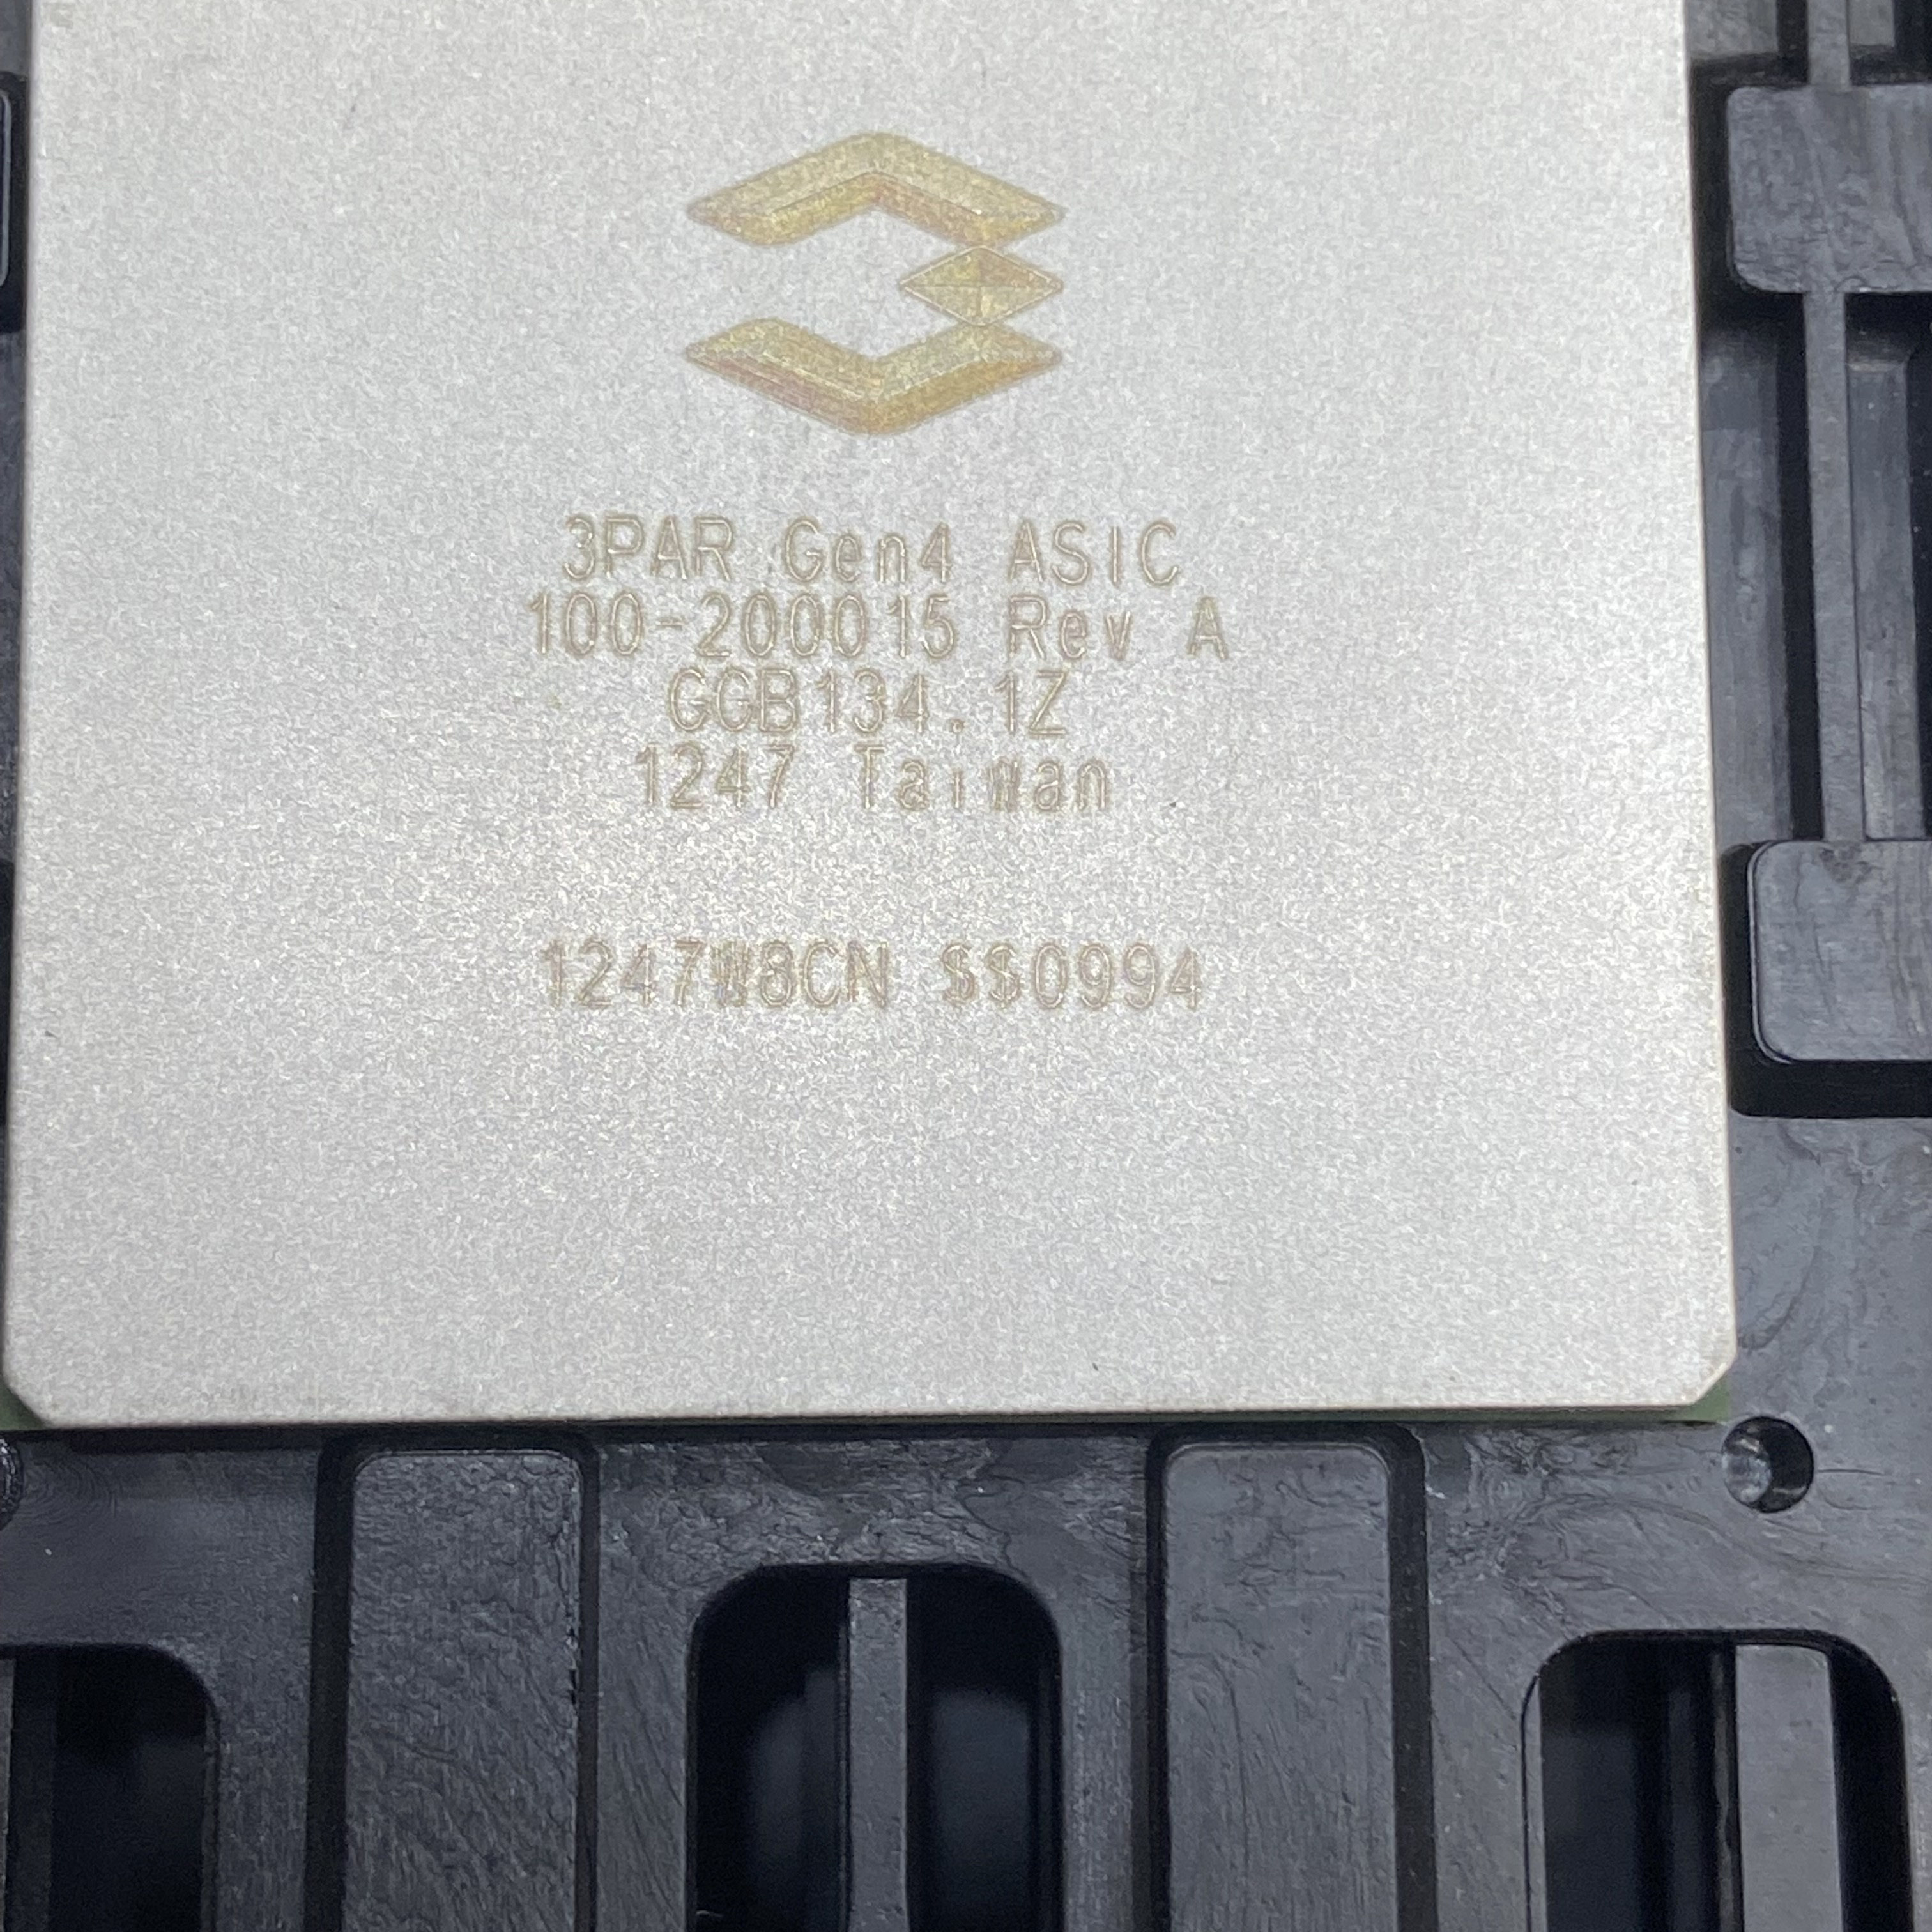 3PAR Gen4 ASIC
100-200015 Rev A
GGB134.1Z
1247 Taiwan
1247W8CN SS0994